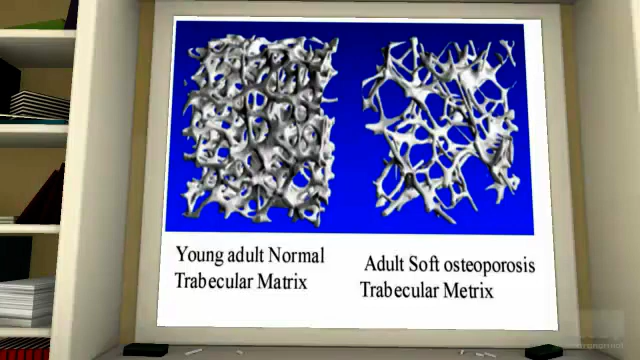 Young adult Normal
Trabecular Matrix
Adult Soft osteoporosis
Trabecular Metrix